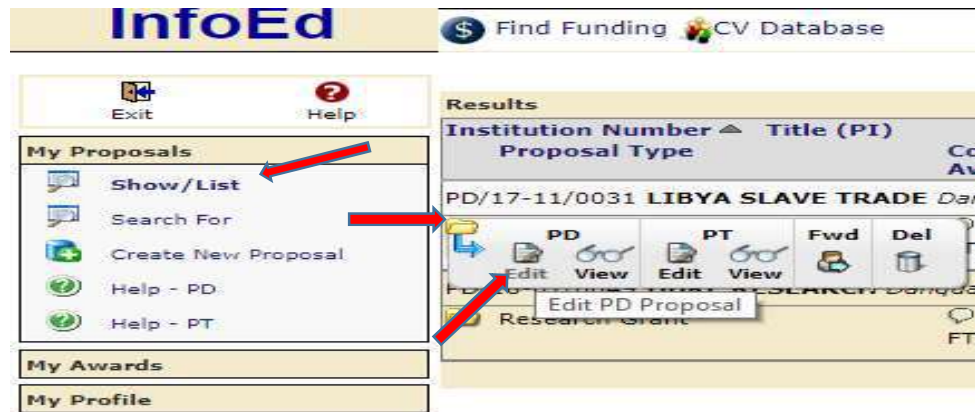 InfoEd
Exit
Help
My Proposals
Show/List
Search For
Create New Proposal
Help - PD
Help - PT
My Awards
My Profile
Find Funding CV Database
Results
Institution Number Title (PI)
Proposal Type
PD/17-11/0031 LIBYA SLAVE TRADE
PD PT Fwd Del
Edit View Edit View
Edit PD Proposal
Research Grant
FT